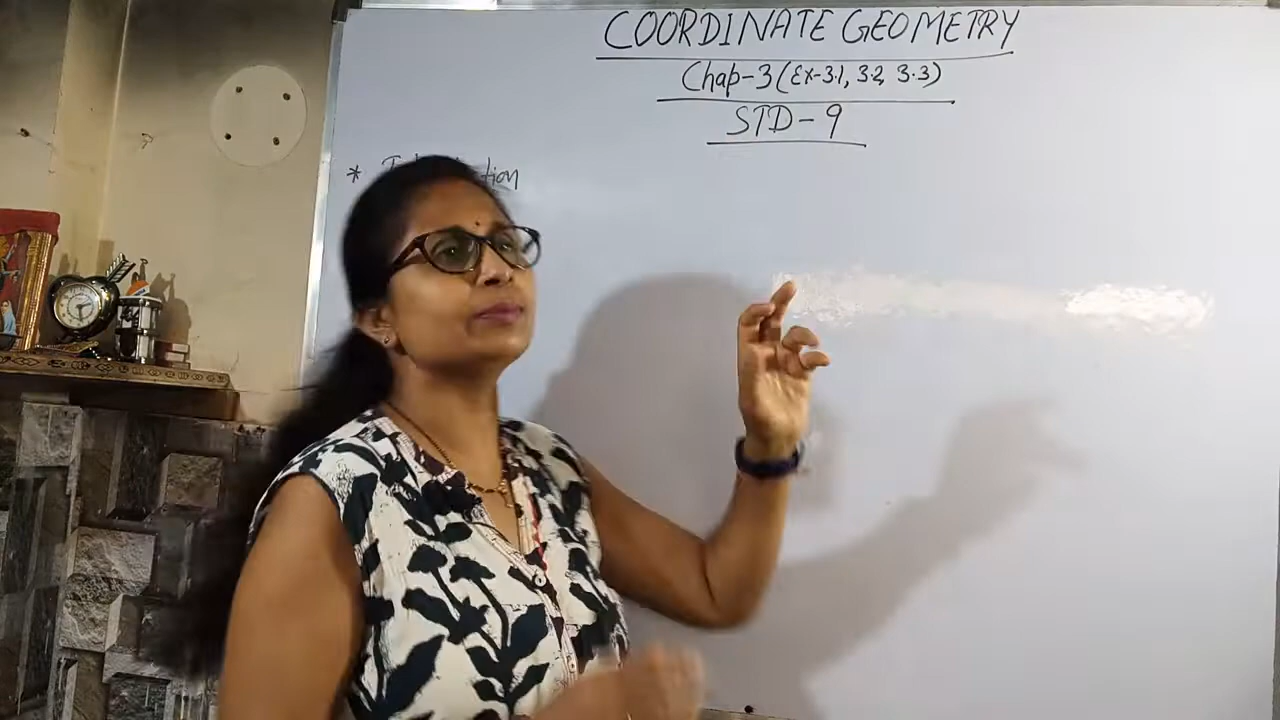 COORDINATE GEOMETRY
Chap-3 (Ex-3.1, 3.2, 3.3)
STD-9
*